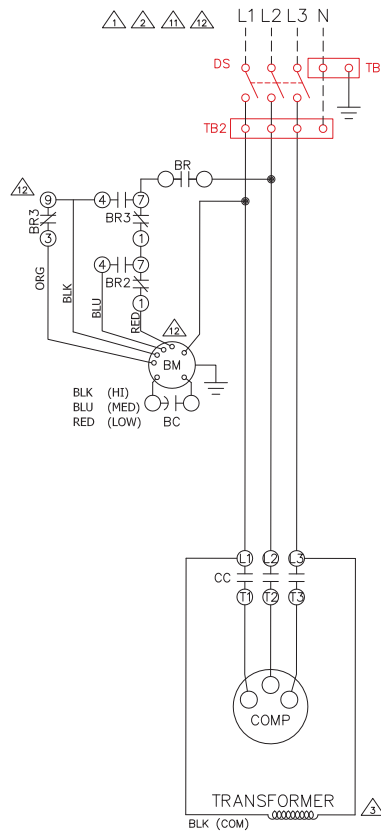 1 2 11 12
L1 L2 L3 N
DS
TB
TB2
BR
12
9 4 7
BR3 BR3
3 1
4 7
BR2
ORG BLK BLU RED
1
12
BM
BLK (HI)
BLU (MED)
RED (LOW)
BC
L1 L2 L3
CC
T1 T2 T3
COMP
TRANSFORMER
3
BLK (COM)